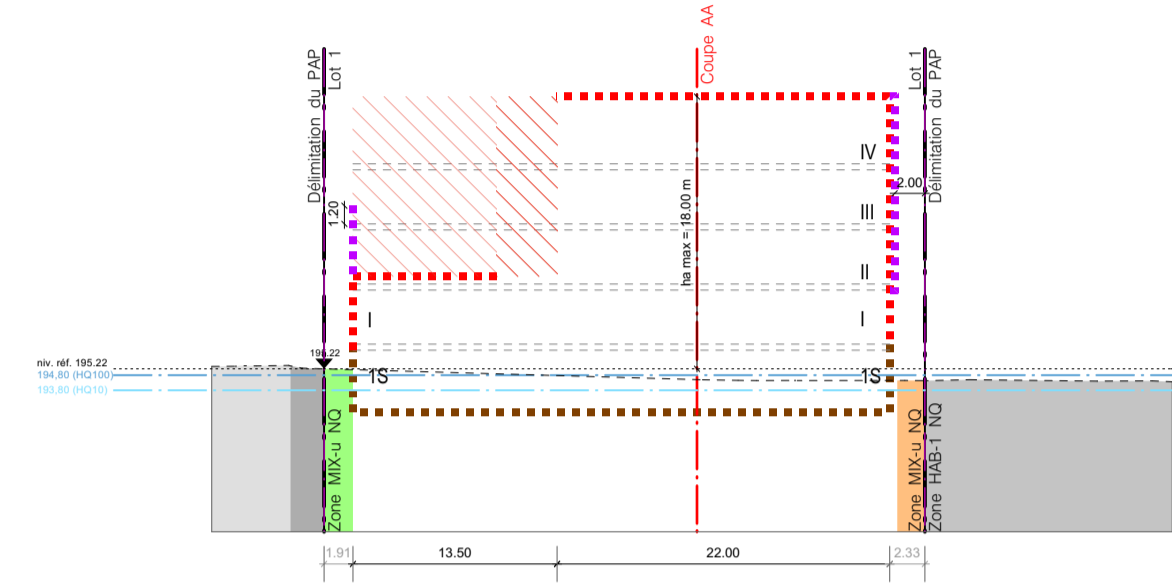 Coupe AA
Délimitation du PAP
Lot 1
Lot 1
Délimitation du PAP
IV
2.00
III
1.20
ha max = 18.00 m
II
I
I
195.22
niv. réf. 195.22
194,80 (HQ100)
193,80 (HQ10)
1S
1S
Zone MIX-u NQ
Zone MIX-u NQ
Zone HAB-1 NQ
1.91
13.50
22.00
2.33